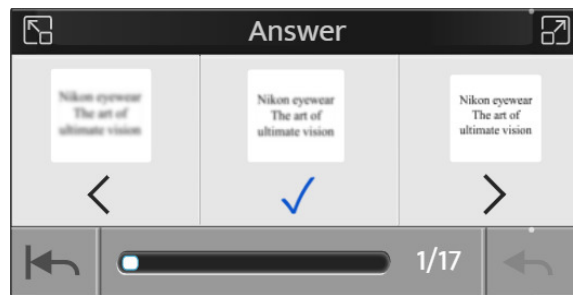 Answer
Nikon eyewear
The art of
ultimate vision
Nikon eyewear
The art of
ultimate vision
Nikon eyewear
The art of
ultimate vision
1/17